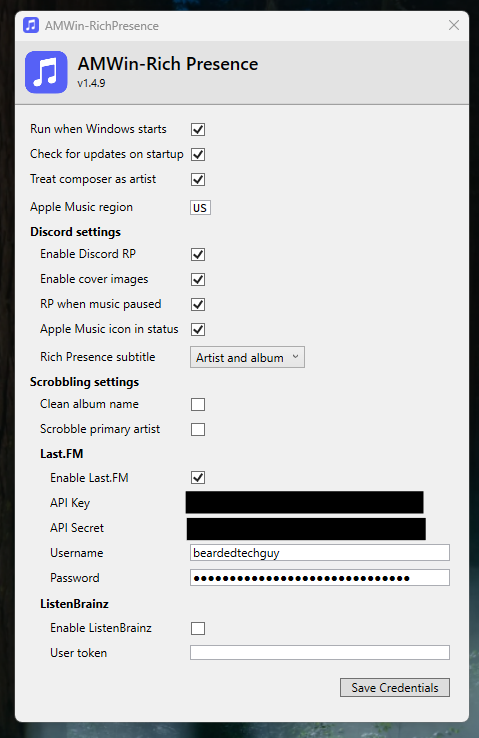 AMWin-RichPresence
AMWin-Rich Presence
v1.4.9
Run when Windows starts
Check for updates on startup
Treat composer as artist
Apple Music region US
Discord settings
Enable Discord RP
Enable cover images
RP when music paused
Apple Music icon in status
Rich Presence subtitle Artist and album
Scrobbling settings
Clean album name
Scrobble primary artist
Last.FM
Enable Last.FM
API Key
API Secret
Username beardedtechguy
Password ••••••••••••••••••••••••••••••
ListenBrainz
Enable ListenBrainz
User token
Save Credentials